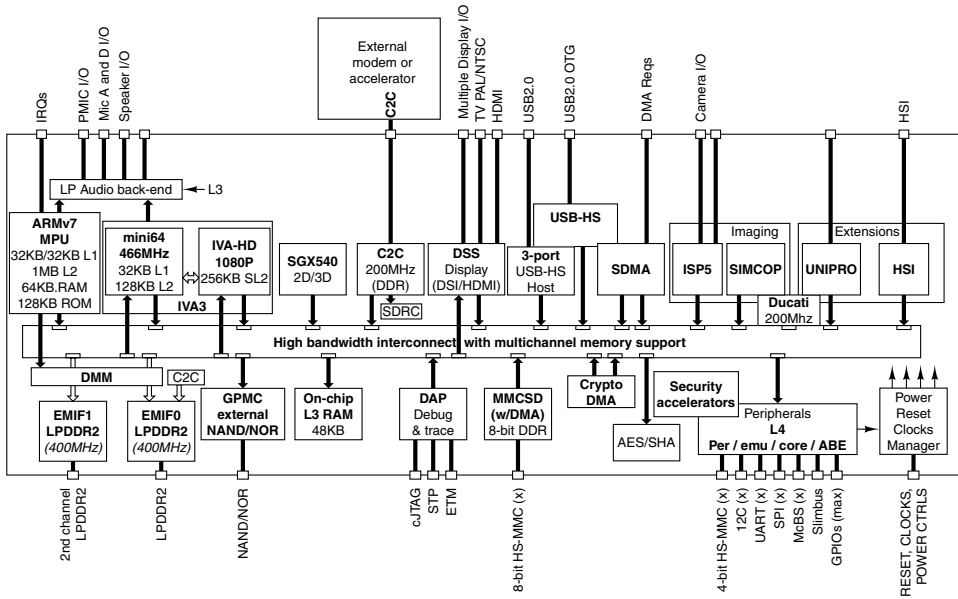 IRQs
PMIC I/O
Mic A and D I/O
Speaker I/O
External
modem or
accelerator
C2C
Multiple Display I/O
TV PAL/NTSC
HDMI
USB2.0
USB2.0 OTG
DMA Reqs
Camera I/O
HSI
LP Audio back-end
L3
ARMv7
MPU
32KB/32KB L1
1MB L2
64KB.RAM
128KB ROM
mini64
466MHz
32KB L1
128KB L2
IVA-HD
1080P
256KB SL2
IVA3
SGX540
2D/3D
C2C
200MHz
(DDR)
SDRC
DSS
Display
(DSI/HDMI)
3-port
USB-HS
Host
USB-HS
SDMA
Imaging
ISP5
SIMCOP
Extensions
UNIPRO
HSI
Ducati
200Mhz
High bandwidth interconnect with multichannel memory support
DMM
C2C
EMIF1
LPDDR2
(400MHz)
EMIF0
LPDDR2
(400MHz)
GPMC
external
NAND/NOR
On-chip
L3 RAM
48KB
DAP
Debug
& trace
MMCSD
(w/DMA)
8-bit DDR
Crypto
DMA
AES/SHA
Security
accelerators
Peripherals
L4
Per / emu / core / ABE
Power
Reset
Clocks
Manager
2nd channel
LPDDR2
LPDDR2
NAND/NOR
cJTAG
STP
ETM
8-bit HS-MMC (x)
4-bit HS-MMC (x)
12C (x)
UART (x)
SPI (x)
McBS (x)
Slimbus
GPIOs (max)
RESET, CLOCKS,
POWER CTRLS